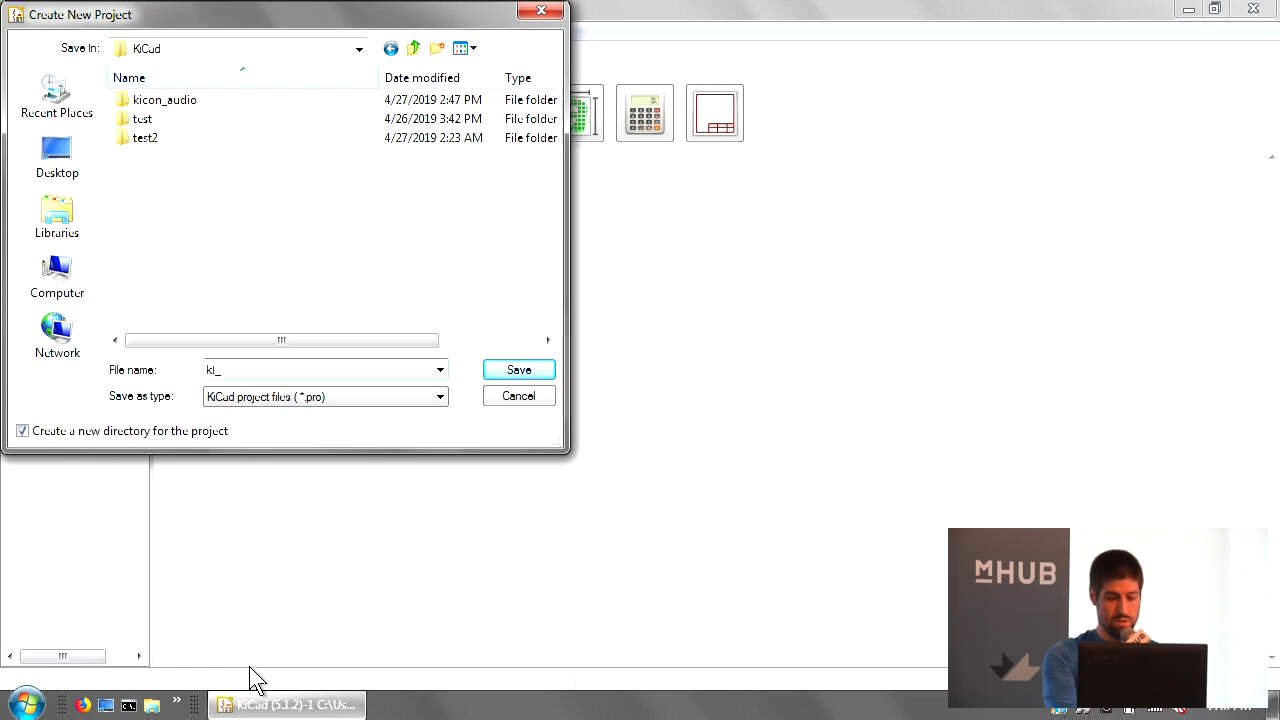 Create New Project
Save In:
KiCad
Name
Date modified
Type
kicon_audio
4/27/2019 2:47 PM
File folder
test
4/26/2019 3:42 PM
File folder
tet2
4/27/2019 2:23 AM
File folder
Recent Places
Desktop
Libraries
Computer
Network
File name:
ki_
Save
Save as type:
KiCad project files ( *.pro)
Cancel
Create a new directory for the project
MHUB
KiCad (5.1.2)-1 C:\Us...